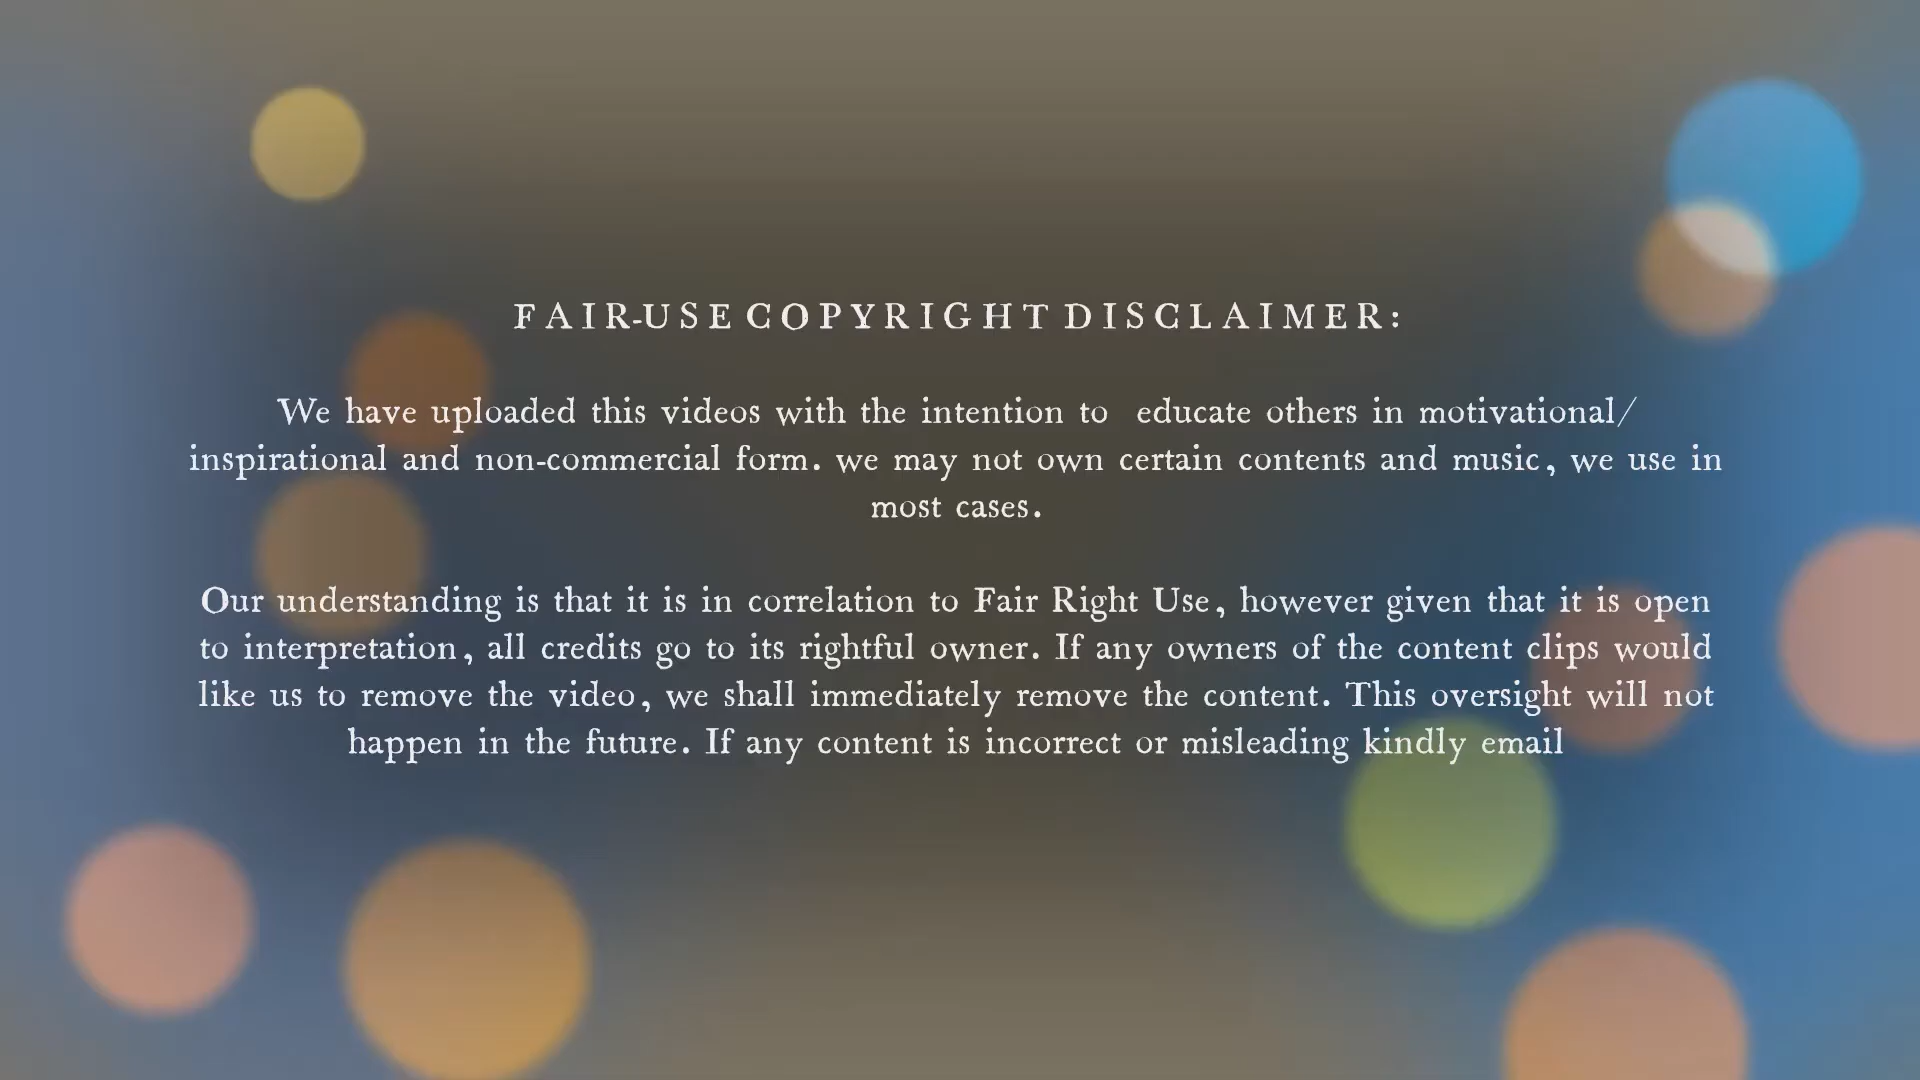 FAIR-USE COPYRIGHT DISCLAIMER:
We have uploaded this videos with the intention to educate others in motivational/
inspirational and non-commercial form. we may not own certain contents and music, we use in
most cases.
Our understanding is that it is in correlation to Fair Right Use, however given that it is open
to interpretation, all credits go to its rightful owner. If any owners of the content clips would
like us to remove the video, we shall immediately remove the content. This oversight will not
happen in the future. If any content is incorrect or misleading kindly email